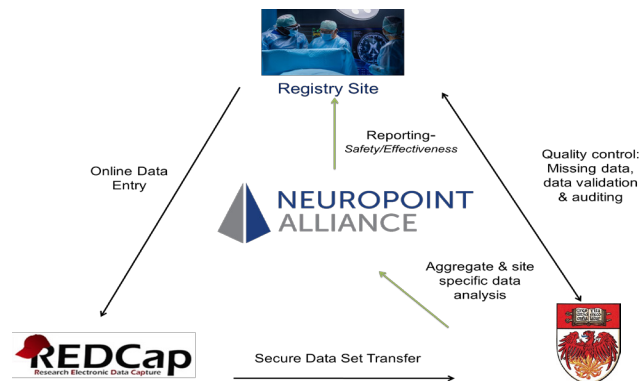 Registry Site
Reporting-
Safety/Effectiveness
Online Data
Entry
Quality control:
Missing data,
data validation
& auditing
NEUROPOINT
ALLIANCE
Aggregate & site
specific data
analysis
REDCap
Research Electronic Data Capture
Secure Data Set Transfer